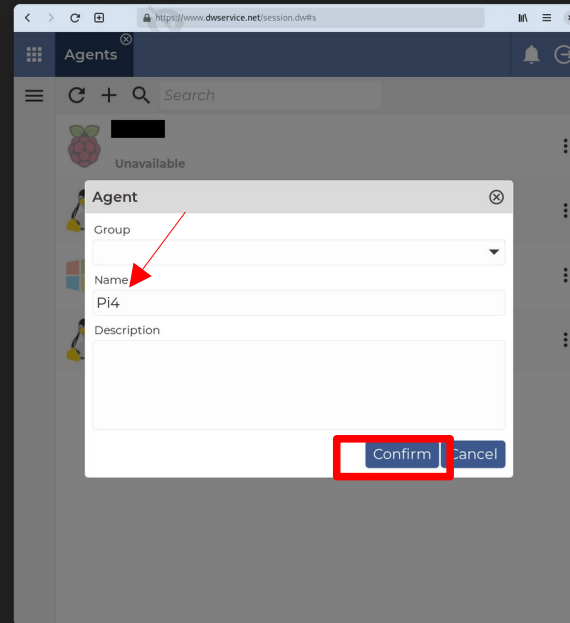 https://www.dwservice.net/session.dw#s
Agents
Search
Unavailable
Agent
Group
Name
Pi4
Description
Confirm
Cancel